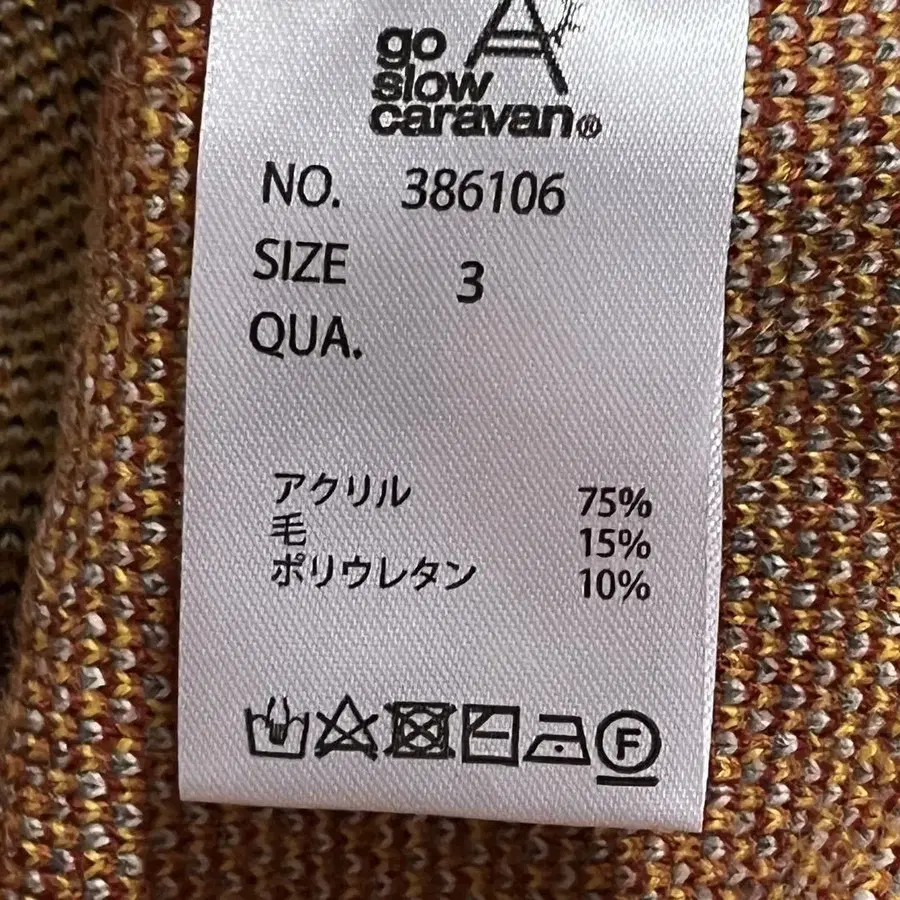 go
slow
caravan®
NO. 386106
SIZE 3
QUA.
アクリル 75%
毛 15%
ポリウレタン 10%
F